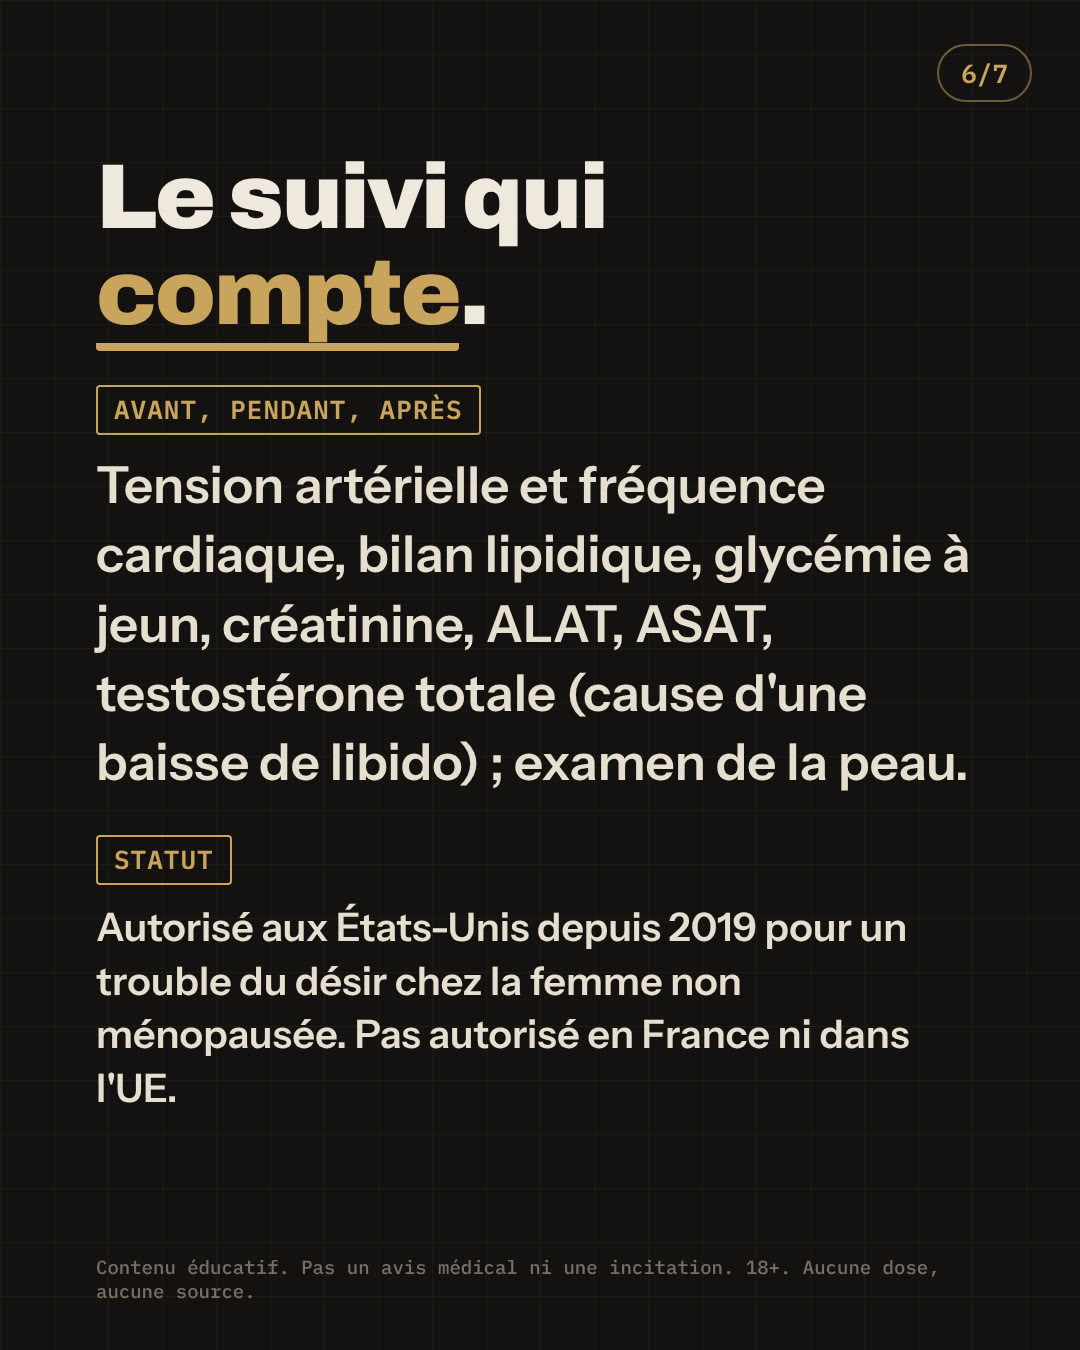 6/7
Le suivi qui
compte.
AVANT, PENDANT, APRÈS
Tension artérielle et fréquence
cardiaque, bilan lipidique, glycémie à
jeun, créatinine, ALAT, ASAT,
testostérone totale (cause d'une
baisse de libido) ; examen de la peau.
STATUT
Autorisé aux États-Unis depuis 2019 pour un
trouble du désir chez la femme non
ménopausée. Pas autorisé en France ni dans
l'UE.
Contenu éducatif. Pas un avis médical ni une incitation. 18+. Aucune dose,
aucune source.